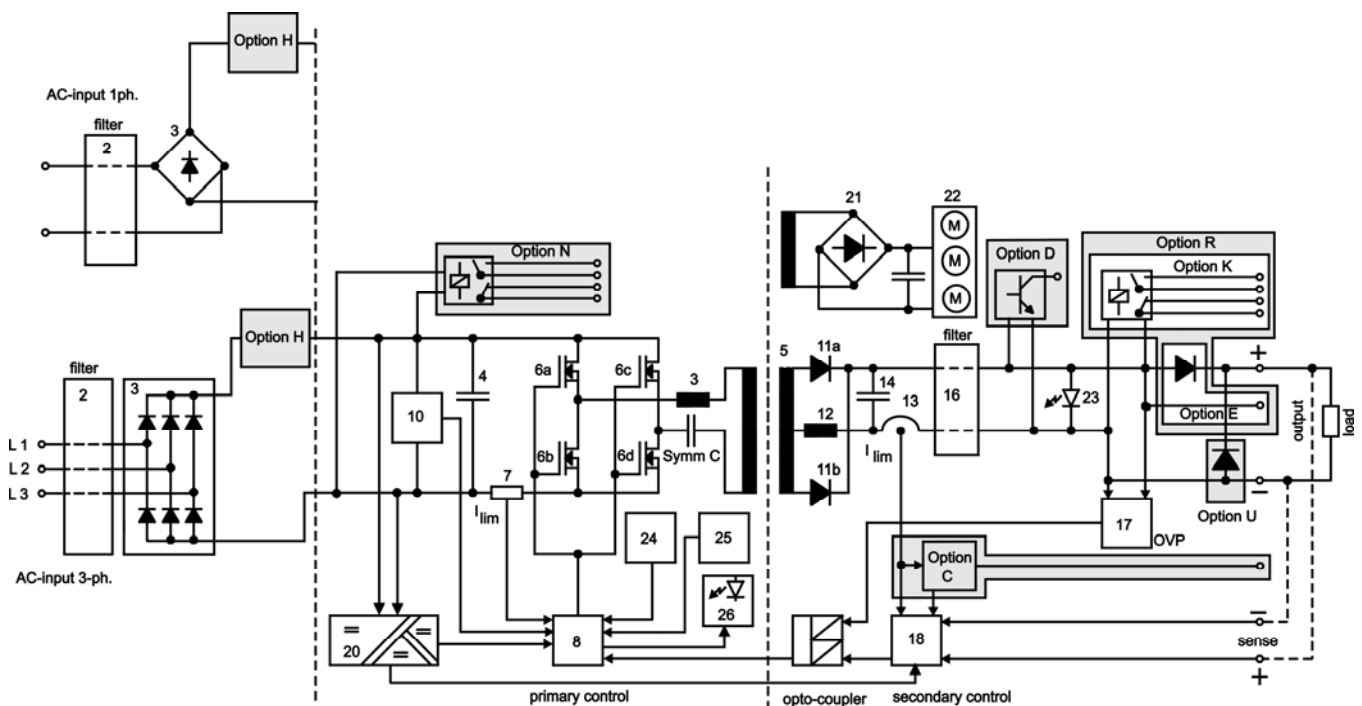 Option H
AC-input 1ph.
filter
2
3
Option N
21
22
M
M
M
Option D
Option R
Option K
Option H
filter
2
3
L 1
L 2
L 3
AC-input 3-ph.
4
10
7
I lim
6a
6c
6b
6d
3
Symm C
5
11a
12
11b
14
13
I lim
filter
16
23
Option E
+
−
output
load
Option U
17
OVP
24
25
26
8
20
Option
C
18
−
sense
+
primary control
opto-coupler
secondary control